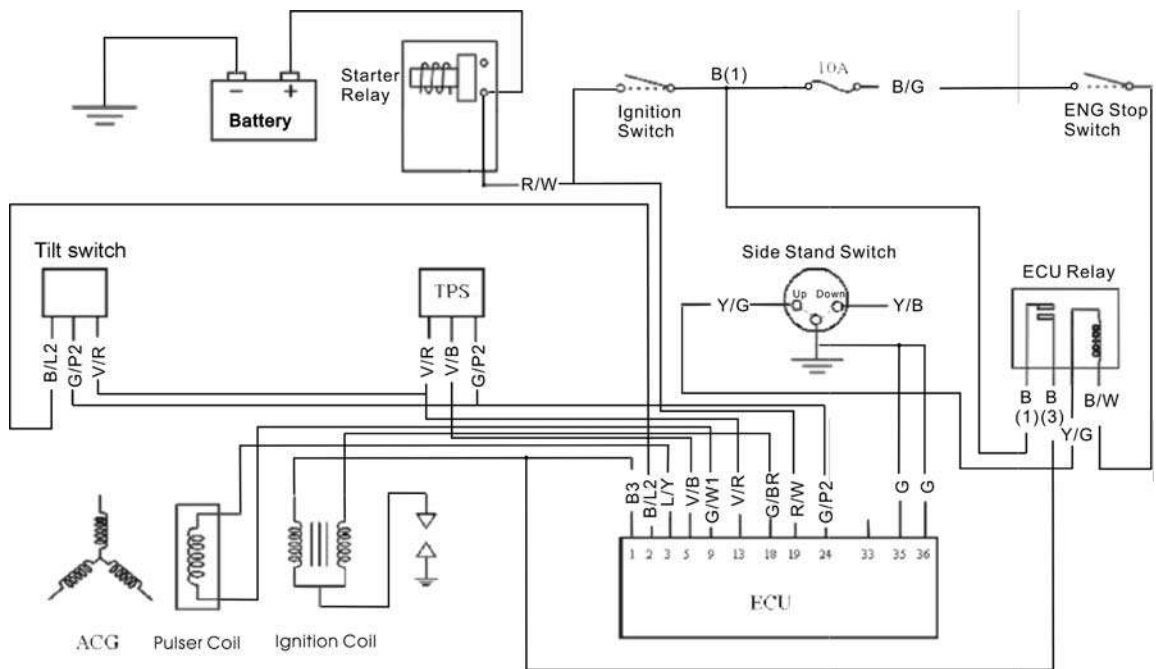 Starter
Relay
Battery
-
+
R/W
Ignition
Switch
B(1)
10A
B/G
ENG Stop
Switch
Tilt switch
B/L2
G/P2
V/R
TPS
V/R
V/B
G/P2
Side Stand Switch
Up
Down
Y/G
Y/B
ECU Relay
B
(1)
B
(3)
Y/G
B/W
B3
B/L2
L/Y
V/B
G/W1
V/R
G/BR
R/W
G/P2
G
G
1
2
3
5
9
13
18
19
24
33
35
36
ECU
ACG
Pulser Coil
Ignition Coil